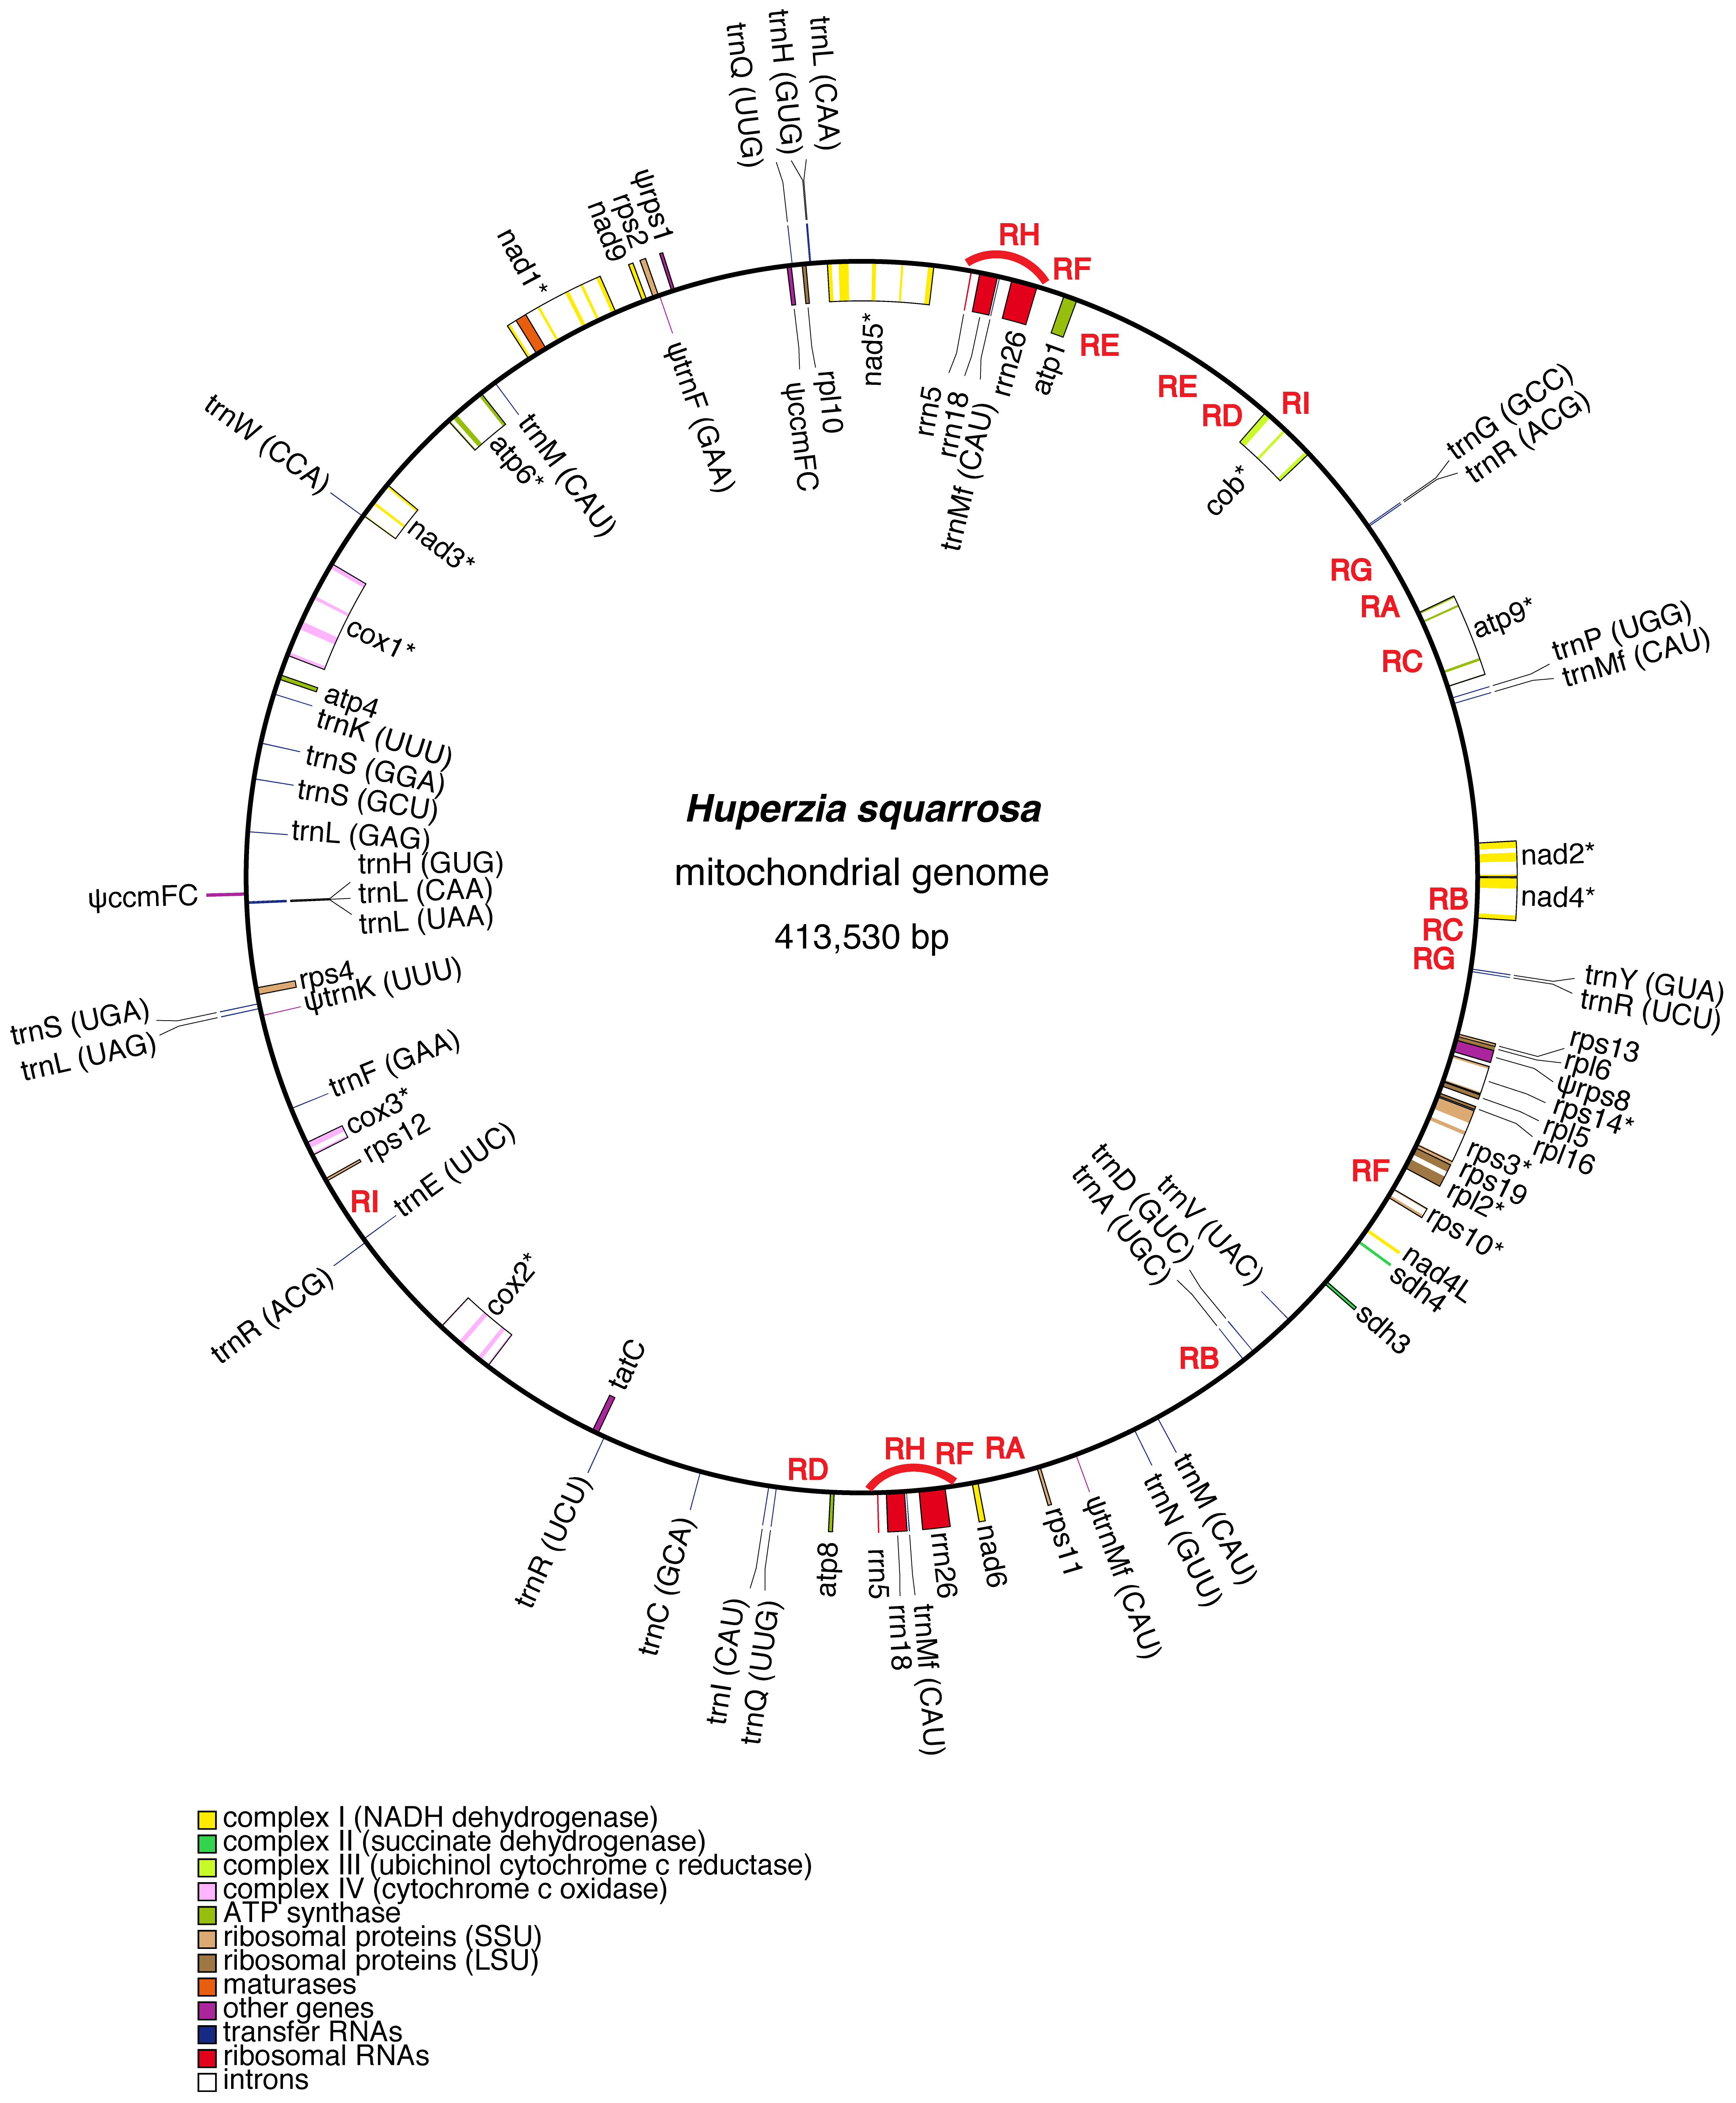 trnQ (UUG)
trnH (GUG)
trnL (CAA)
ψrps1
rps2
nad9
nad1*
RH
RF
RE
RE
RD
RI
ψtrnF (GAA)
ψccmFC
rpl10
nad5*
rrn5
rrn18
trnMf (CAU)
rrn26
atp1
cob*
trnG (GCC)
trnR (ACG)
trnW (CCA)
trnM (CAU)
atp6*
nad3*
cox1*
atp4
trnK (UUU)
trnS (GGA)
trnS (GCU)
trnL (GAG)
trnH (GUG)
trnL (CAA)
trnL (UAA)
ψccmFC
RG
RA
RC
atp9*
trnP (UGG)
trnMf (CAU)
Huperzia squarrosa
mitochondrial genome
413,530 bp
nad2*
nad4*
RB
RC
RG
trnY (GUA)
trnR (UCU)
rps4
ψtrnK (UUU)
trnS (UGA)
trnL (UAG)
trnF (GAA)
cox3*
rps12
RI
trnE (UUC)
trnR (ACG)
cox2*
tatC
trnR (UCU)
rps13
rpl6
ψrps8
rps14*
rpl5
rpl16
rps3*
rps19
rpl2*
RF
rps10*
nad4L
sdh4
sdh3
trnV (UAC)
trnD (GUC)
trnA (UGC)
RB
RD
RH
RF
RA
trnC (GCA)
trnI (CAU)
trnQ (UUG)
atp8
rrn5
rrn18
trnMf (CAU)
rrn26
nad6
rps11
ψtrnMf (CAU)
trnN (GUU)
trnM (CAU)
complex I (NADH dehydrogenase)
complex II (succinate dehydrogenase)
complex III (ubichinol cytochrome c reductase)
complex IV (cytochrome c oxidase)
ATP synthase
ribosomal proteins (SSU)
ribosomal proteins (LSU)
maturases
other genes
transfer RNAs
ribosomal RNAs
introns